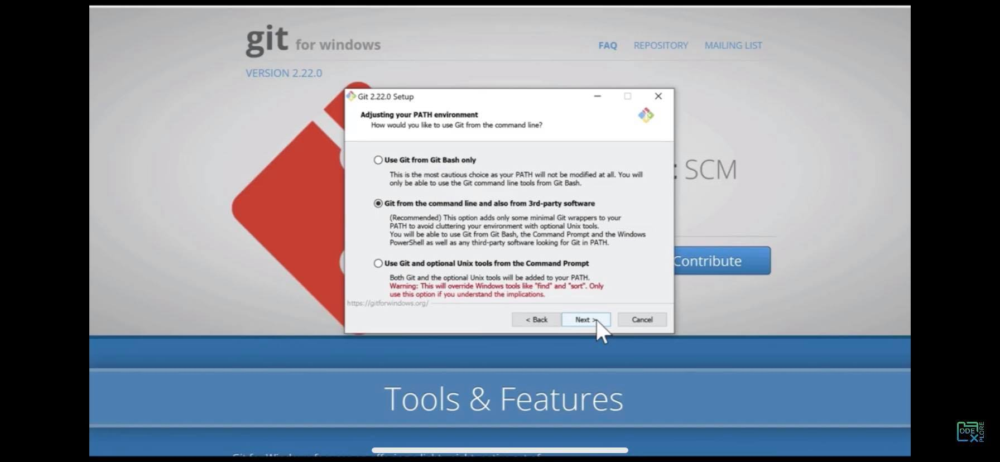 git for windows
FAQ REPOSITORY MAILING LIST
VERSION 2.22.0
Git 2.22.0 Setup
Adjusting your PATH environment
How would you like to use Git from the command line?
Use Git from Git Bash only
This is the most cautious choice as your PATH will not be modified at all. You will
only be able to use the Git command line tools from Git Bash.
: SCM
Git from the command line and also from 3rd-party software
(Recommended) This option adds only some minimal Git wrappers to your
PATH to avoid cluttering your environment with optional Unix tools.
You will be able to use Git from Git Bash, the Command Prompt and the Windows
PowerShell as well as any third-party software looking for Git in PATH.
Contribute
Use Git and optional Unix tools from the Command Prompt
Both Git and the optional Unix tools will be added to your PATH.
Warning: This will override Windows tools like "find" and "sort". Only
use this option if you understand the implications.
https://gitforwindows.org/
< Back Next > Cancel
Tools & Features
ODE
XPLORE